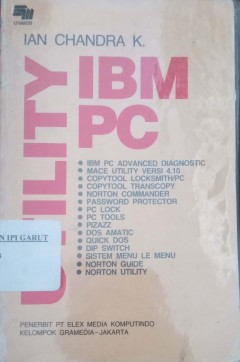 IAN CHANDRA K.
UTILITY
IBM
PC
IBM PC ADVANCED DIAGNOSTIC
MACE UTILITY VERSI 4.10
COPYTOOL LOCKSMITH/PC
COPYTOOL TRANSCOPY
NORTON COMMANDER
PASSWORD PROTECTOR
PC LOCK
PC TOOLS
PIZAZZ
DOS AMATIC
QUICK DOS
DIP SWITCH
SISTEM MENU LE MENU
NORTON GUIDE
NORTON UTILITY
N IPI GARUT
PENERBIT PT ELEX MEDIA KOMPUTINDO
KELOMPOK GRAMEDIA-JAKARTA